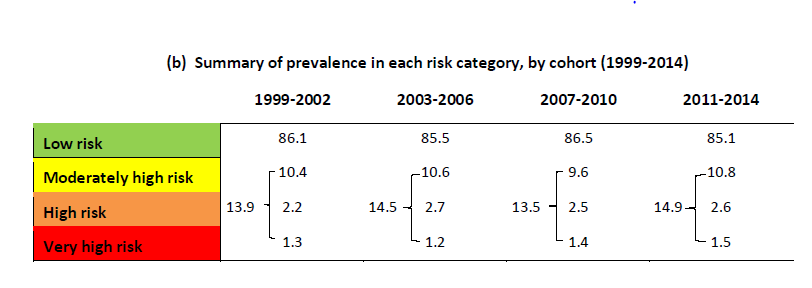 (b) Summary of prevalence in each risk category, by cohort (1999-2014)
1999-2002 2003-2006 2007-2010 2011-2014
Low risk 86.1 85.5 86.5 85.1
Moderately high risk 10.4 10.6 9.6 10.8
High risk 13.9 2.2 14.5 2.7 13.5 2.5 14.9 2.6
Very high risk 1.3 1.2 1.4 1.5